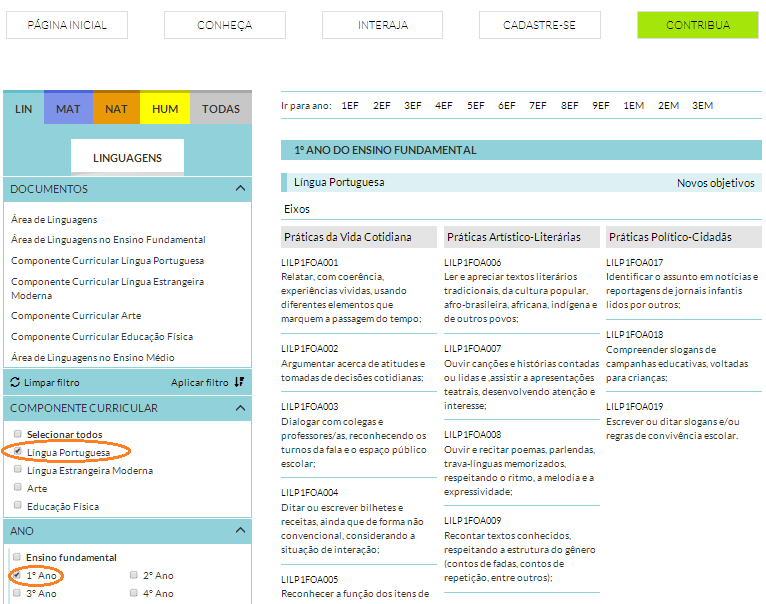 PÁGINA INICIAL
CONHEÇA
INTERAJA
CADASTRE-SE
CONTRIBUA
LIN
MAT
NAT
HUM
TODAS
LINGUAGENS
DOCUMENTOS
Área de Linguagens
Área de Linguagens no Ensino Fundamental
Componente Curricular Língua Portuguesa
Componente Curricular Língua Estrangeira
Moderna
Componente Curricular Arte
Componente Curricular Educação Física
Área de Linguagens no Ensino Médio
Limpar filtro
Aplicar filtro
COMPONENTE CURRICULAR
Selecionar todos
Língua Portuguesa
Língua Estrangeira Moderna
Arte
Educação Física
ANO
Ensino fundamental
1º Ano
2º Ano
3º Ano
4º Ano
Ir para ano: 1EF 2EF 3EF 4EF 5EF 6EF 7EF 8EF 9EF 1EM 2EM 3EM
1º ANO DO ENSINO FUNDAMENTAL
Língua Portuguesa
Novos objetivos
Eixos
Práticas da Vida Cotidiana
LILP1FOA001
Relatar, com coerência,
experiências vividas, usando
diferentes elementos que
marquem a passagem do tempo;
LILP1FOA002
Argumentar acerca de atitudes e
tomadas de decisões cotidianas;
LILP1FOA003
Dialogar com colegas e
professores/as, reconhecendo os
turnos da fala e o espaço público
escolar;
LILP1FOA004
Ditar ou escrever bilhetes e
receitas, ainda que de forma não
convencional, considerando a
situação de interação;
LILP1FOA005
Reconhecer a função dos itens de
Práticas Artístico-Literárias
LILP1FOA006
Ler e apreciar textos literários
tradicionais, da cultura popular,
afro-brasileira, africana, indígena e
de outros povos;
LILP1FOA007
Ouvir canções e histórias contadas
ou lidas e ,assistir a apresentações
teatrais, desenvolvendo atenção e
interesse;
LILP1FOA008
Ouvir e recitar poemas, parlendas,
trava-línguas memorizados,
respeitando o ritmo, a melodia e a
expressividade;
LILP1FOA009
Recontar textos conhecidos,
respeitando a estrutura do gênero
(contos de fadas, contos de
repetição, entre outros);
Práticas Político-Cidadãs
LILP1FOA017
Identificar o assunto em notícias e
reportagens de jornais infantis
lidos por outros;
LILP1FOA018
Compreender slogans de
campanhas educativas, voltadas
para crianças;
LILP1FOA019
Escrever ou ditar slogans e/ou
regras de convivência escolar.